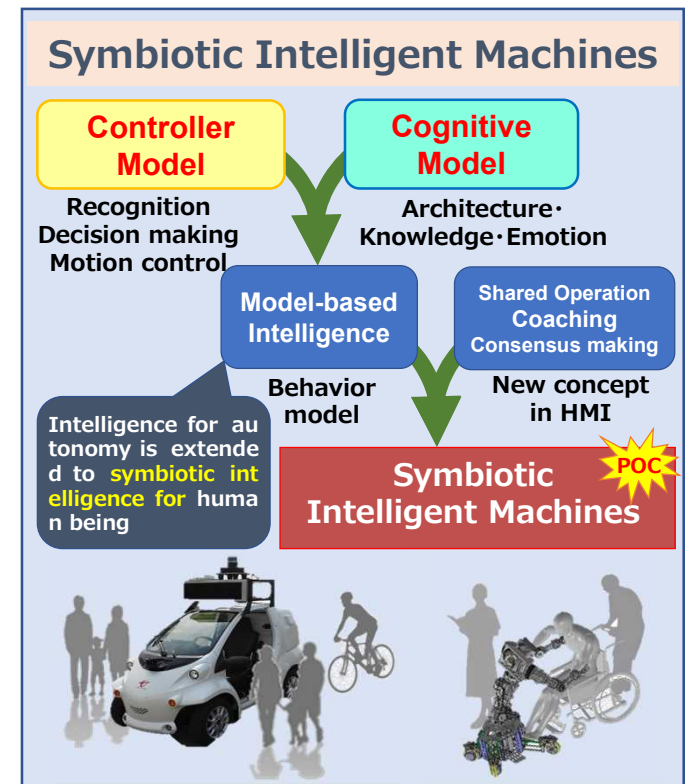 Symbiotic Intelligent Machines
Controller
Model
Cognitive
Model
Recognition
Decision making
Motion control
Architecture・
Knowledge・Emotion
Model-based
Intelligence
Shared Operation
Coaching
Consensus making
Behavior
model
New concept
in HMI
Intelligence for au
tonomy is extende
d to symbiotic int
elligence for huma
n being
POC
Symbiotic
Intelligent Machines